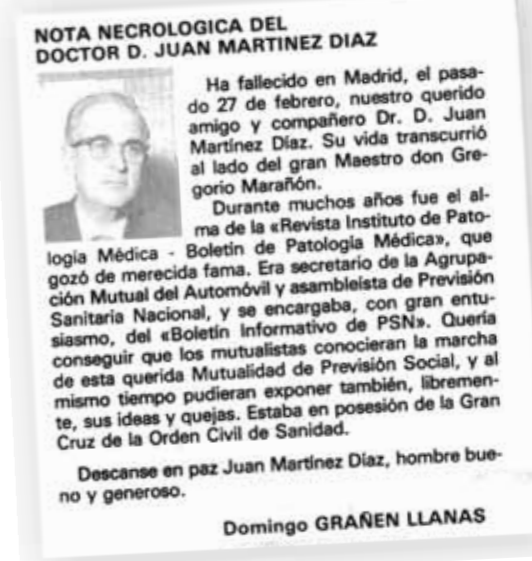 NOTA NECROLOGICA DEL
DOCTOR D. JUAN MARTINEZ DIAZ
Ha fallecido en Madrid, el pasa-
do 27 de febrero, nuestro querido
amigo y compañero Dr. D. Juan
Martínez Díaz. Su vida transcurrió
al lado del gran Maestro don Gre-
gorio Marañón.
Durante muchos años fue el al-
ma de la «Revista Instituto de Pato-
logía Médica - Boletín de Patología Médica», que
gozó de merecida fama. Era secretario de la Agrupa-
ción Mutual del Automóvil y asambleísta de Previsión
Sanitaria Nacional, y se encargaba, con gran entu-
siasmo, del «Boletín Informativo de PSN». Quería
conseguir que los mutualistas conocieran la marcha
de esta querida Mutualidad de Previsión Social, y al
mismo tiempo pudieran exponer también, libremen-
te, sus ideas y quejas. Estaba en posesión de la Gran
Cruz de la Orden Civil de Sanidad.
Descanse en paz Juan Martínez Díaz, hombre bue-
no y generoso.
Domingo GRAÑEN LLANAS